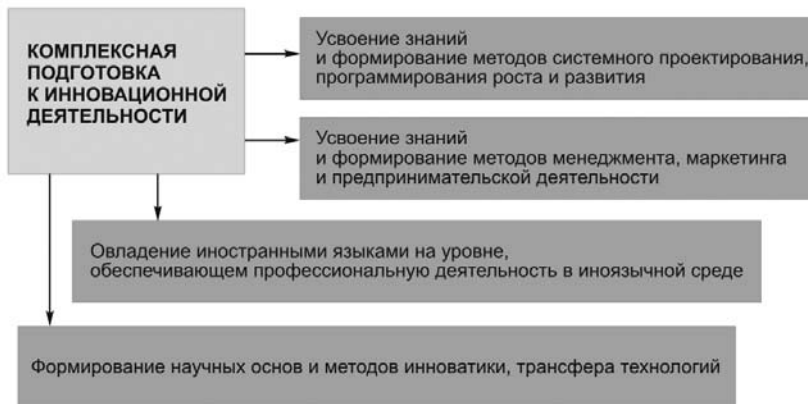 КОМПЛЕКСНАЯ
ПОДГОТОВКА
К ИННОВАЦИОННОЙ
ДЕЯТЕЛЬНОСТИ
Усвоение знаний
и формирование методов системного проектирования,
программирования роста и развития
Усвоение знаний
и формирование методов менеджмента, маркетинга
и предпринимательской деятельности
Овладение иностранными языками на уровне,
обеспечивающем профессиональную деятельность в иноязычной среде
Формирование научных основ и методов инноватики, трансфера технологий